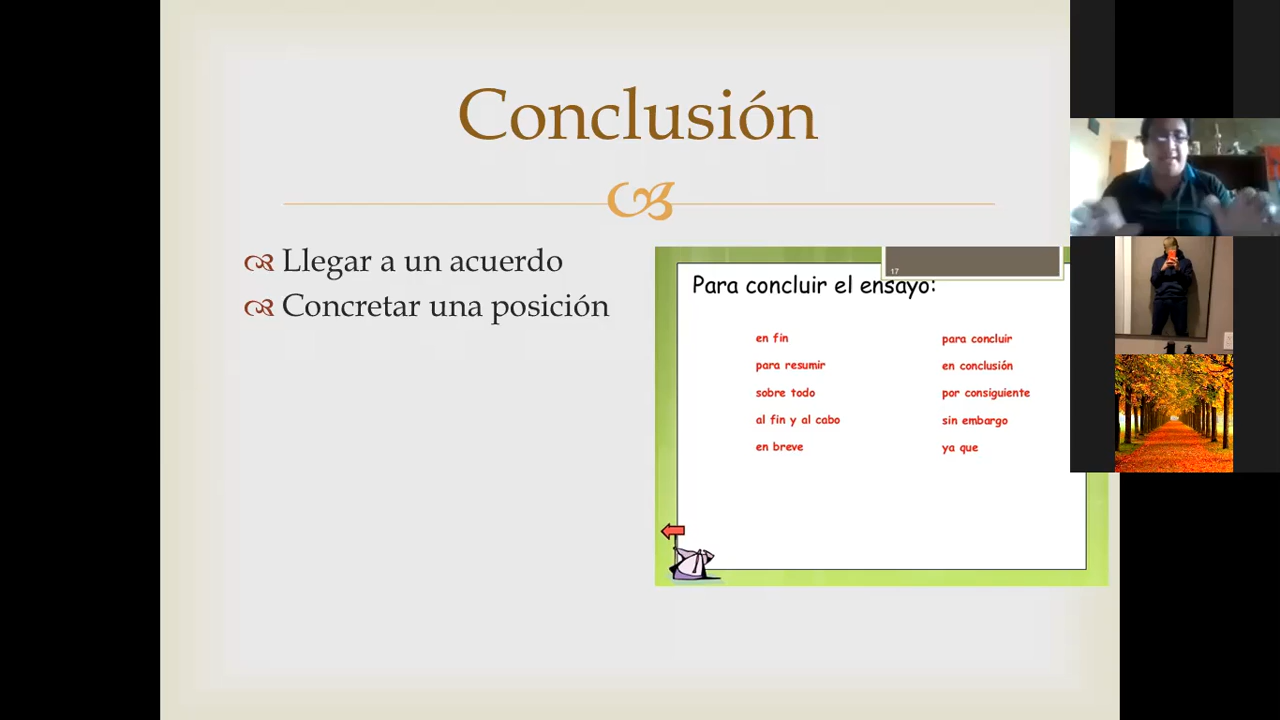 Conclusión
Llegar a un acuerdo
Concretar una posición
17
Para concluir el ensayo:
en fin
para resumir
sobre todo
al fin y al cabo
en breve
para concluir
en conclusión
por consiguiente
sin embargo
ya que